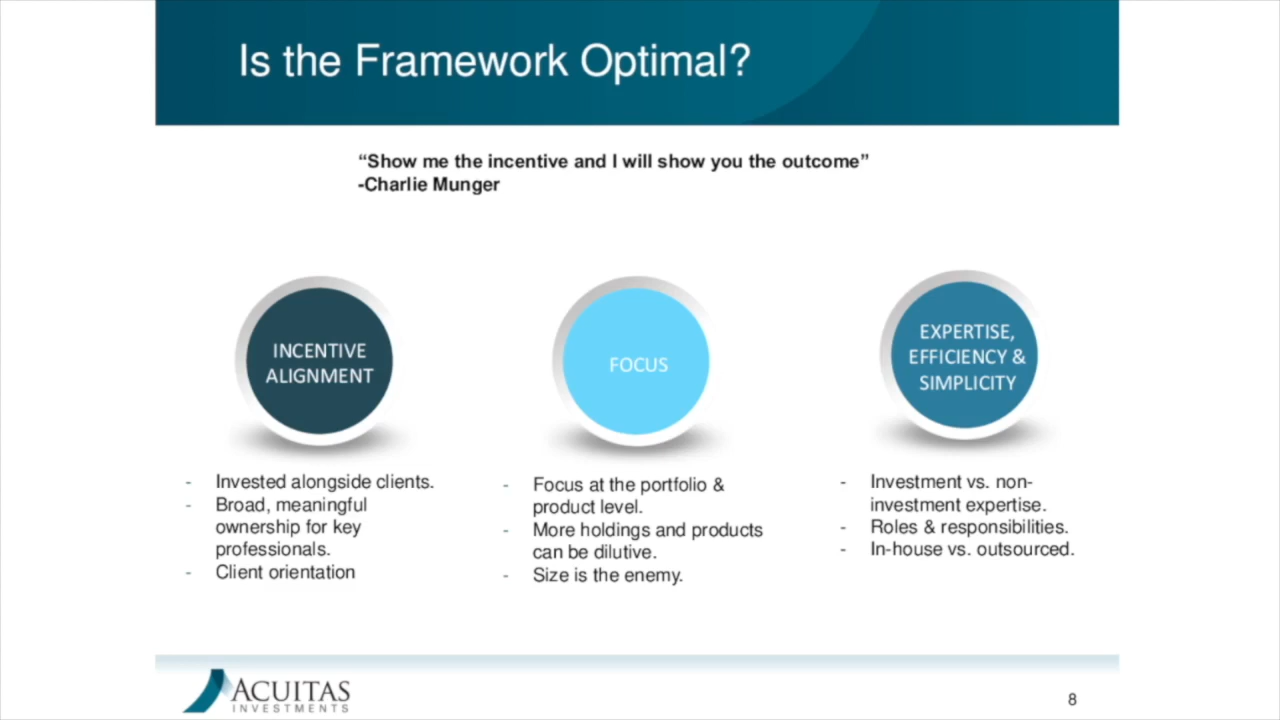 Is the Framework Optimal?
“Show me the incentive and I will show you the outcome”
-Charlie Munger
INCENTIVE
ALIGNMENT
- Invested alongside clients.
- Broad, meaningful
ownership for key
professionals.
- Client orientation
FOCUS
- Focus at the portfolio &
product level.
- More holdings and products
can be dilutive.
- Size is the enemy.
EXPERTISE,
EFFICIENCY &
SIMPLICITY
- Investment vs. non-
investment expertise.
- Roles & responsibilities.
- In-house vs. outsourced.
ACUITAS
INVESTMENTS
8